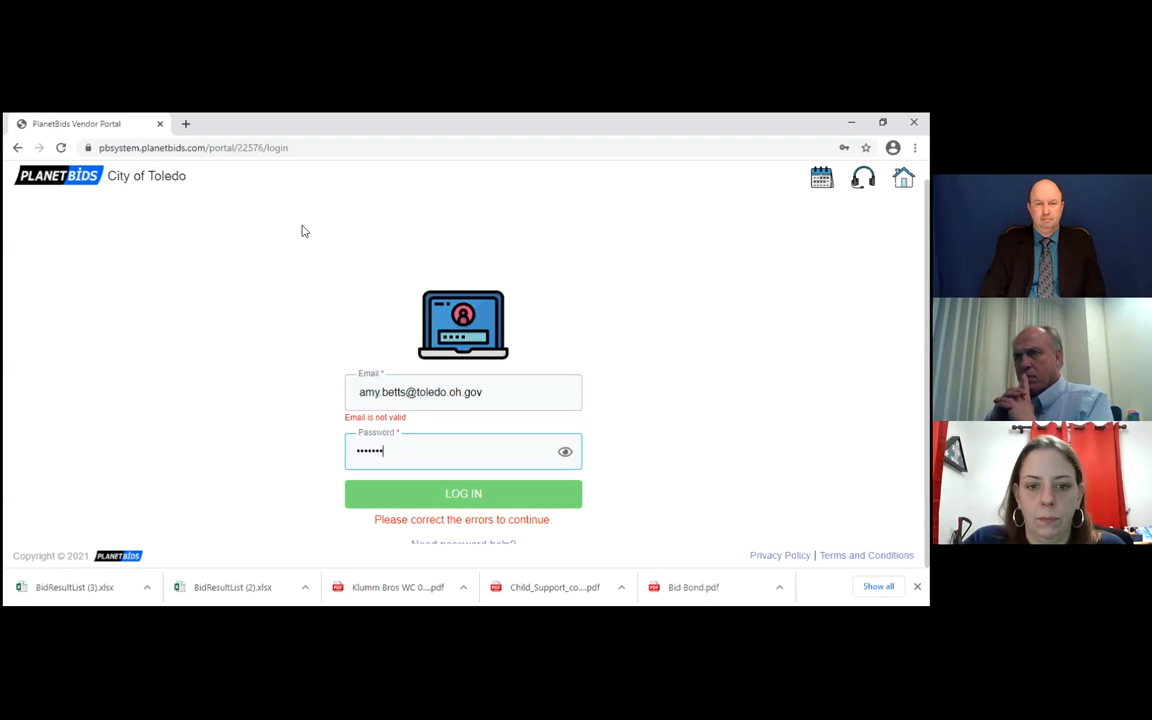 PlanetBids Vendor Portal
pbsystem.planetbids.com/portal/22576/login
PLANETBIDS City of Toledo
Email *
amy.betts@toledo.oh.gov
Email is not valid
Password *
•••••••
LOG IN
Please correct the errors to continue
Need password help?
Copyright © 2021 PLANETBIDS
Privacy Policy | Terms and Conditions
BidResultList (3).xlsx
BidResultList (2).xlsx
Klumm Bros WC 0....pdf
Child_Support_co....pdf
Bid Bond.pdf
Show all